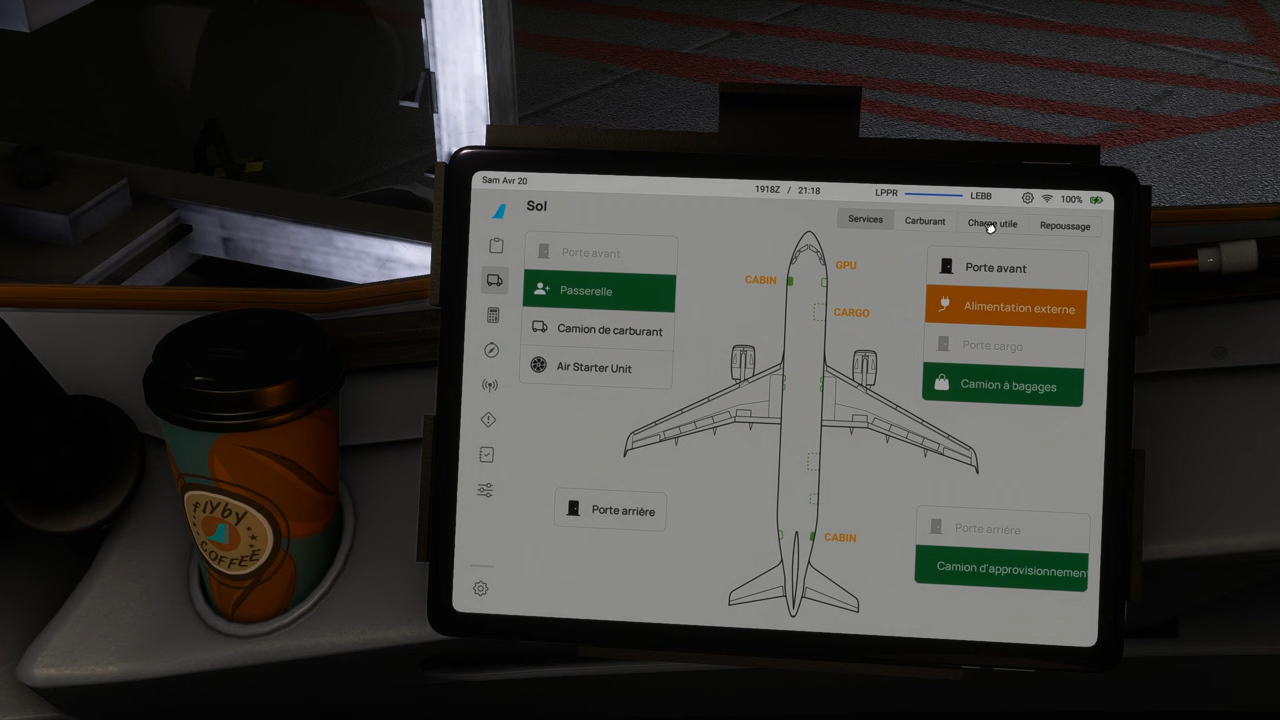 Sam Avr 20
1918Z / 21:18
LPPR
LEBB
100%
Sol
Services
Carburant
Charge utile
Repoussage
Porte avant
Passerelle
Camion de carburant
Air Starter Unit
CABIN
GPU
CARGO
Porte avant
Alimentation externe
Porte cargo
Camion à bagages
Porte arrière
CABIN
Porte arrière
Camion d'approvisionnemen
flyby
COFFEE